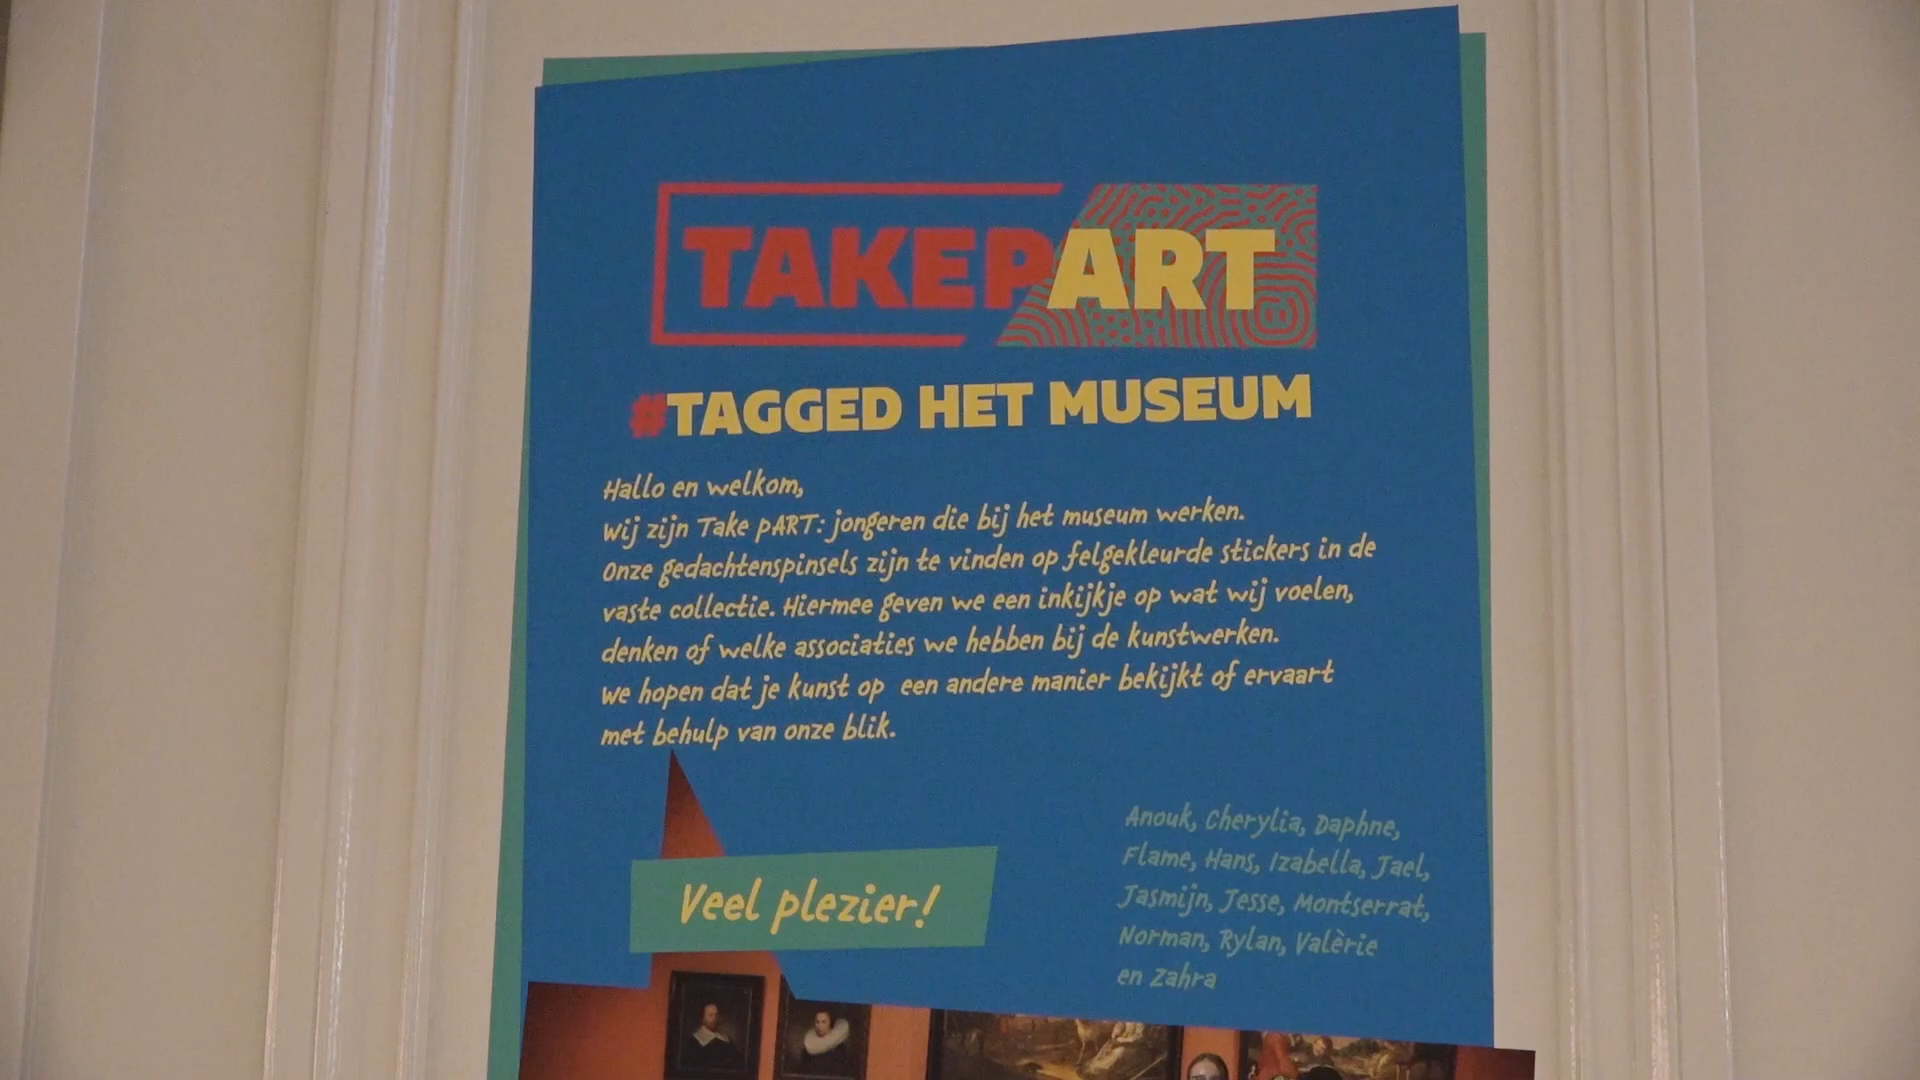 TAKEPART
#TAGGED HET MUSEUM
Hallo en welkom,
Wij zijn Take pART: jongeren die bij het museum werken.
Onze gedachtenspinsels zijn te vinden op felgekleurde stickers in de
vaste collectie. Hiermee geven we een inkijkje op wat wij voelen,
denken of welke associaties we hebben bij de kunstwerken.
We hopen dat je kunst op een andere manier bekijkt of ervaart
met behulp van onze blik.
Veel plezier!
Anouk, Cherylia, Daphne,
Flame, Hans, Izabella, Jael,
Jasmijn, Jesse, Montserrat,
Norman, Rylan, Valèrie
en Zahra